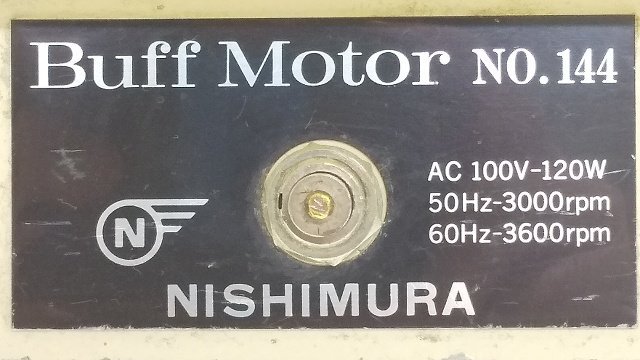 Buff Motor NO.144
AC 100V-120W
50Hz-3000rpm
60Hz-3600rpm
N
NISHIMURA